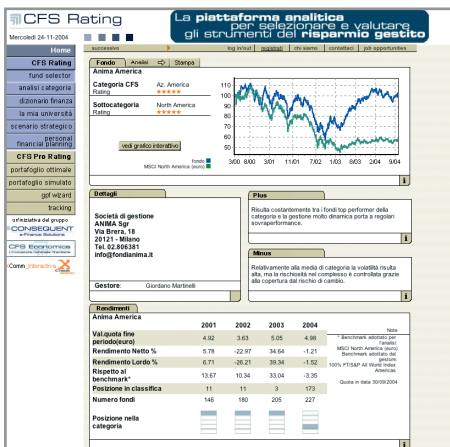 CFS Rating
La piattaforma analitica
per selezionare e valutare
gli strumenti del risparmio gestito
Mercoledì 24-11-2004
successivo
log in/out
registrati
chi siamo
contattaci
job opportunities
Home
CFS Rating
fund selector
analisi categoria
dizionario finanza
la mia università
scenario strategico
personal
financial planning
CFS Pro Rating
portafoglio ottimale
portafoglio simulato
gpf wizard
tracking
un'iniziativa del gruppo
CONSEQUENT
e-Finance Solutions
CFS Economics
Comm_Interactive
Fondo
Analisi
Stampa
Anima America
Categoria CFS Az. America
Rating ★★★★★
Sottocategoria North America
Rating ★★★★★
vedi grafico interattivo
110
100
90
80
70
60
50
3/00 8/00 3/01 11/01 7/02 1/03 8/03 2/04 9/04
fondo
MSCI North America (euro)
i
Dettagli
Società di gestione
ANIMA Sgr
Via Brera, 18
20121 - Milano
Tel. 02.806381
info@fondianima.it
Gestore: Giordano Martinelli
Plus
Risulta costantemente tra i fondi top performer della
categoria e la gestione molto dinamica porta a regolari
sovraperformance.
i
Minus
Relativamente alla media di categoria la volatilità risulta
alta, ma la rischiosità nel complesso è controllata grazie
alla copertura dal rischio di cambio.
i
Rendimenti
Anima America
2001 2002 2003 2004
Val.quota fine
periodo(euro) 4.92 3.63 5.05 4.98
Rendimento Netto % 5.78 -22.97 34.64 -1.21
Rendimento Lordo % 6.71 -26.21 39.34 -1.52
Rispetto al
benchmark* 13.67 10.34 33.04 -3.35
Posizione in classifica 11 11 3 173
Numero fondi 146 180 205 227
Posizione nella
categoria
Note
* Benchmark adottato per
l'analisi:
MSCI North America (euro)
Benchmark adottato dal
gestore:
100% FT/S&P All World Index
Americas
Quota in data 30/09/2004
i